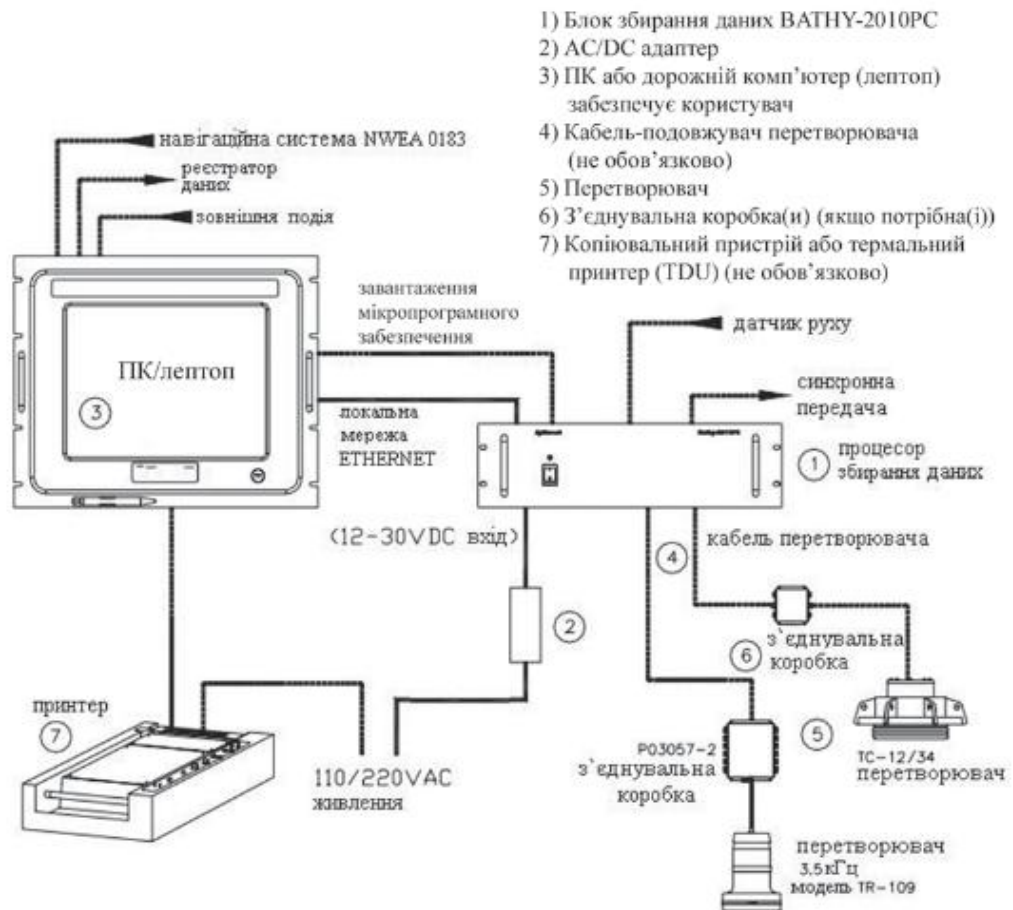 1) Блок збирання даних BATHY-2010PC
2) AC/DC адаптер
3) ПК або дорожній комп’ютер (лептоп)
забезпечує користувач
4) Кабель-подовжувач перетворювача
(не обов’язково)
5) Перетворювач
6) З’єднувальна коробка(и) (якщо потрібна(і))
7) Копіювальний пристрій або термальний
принтер (TDU) (не обов’язково)
навігаційна система NWEA 0183
реєстратор
даних
зовнішня подія
завантаження
мікропрограмного
забезпечення
датчик руху
ПК/лептоп
3
синхронна
передача
локальна
мережа
ETHERNET
1
процесор
збирання даних
(12-30VDC вхід)
4
кабель перетворювача
2
6
з`єднувальна
коробка
принтер
7
5
TC-12/34
перетворювач
P03057-2
з`єднувальна
коробка
110/220VAC
живлення
перетворювач
3,5кГц
модель TR-109